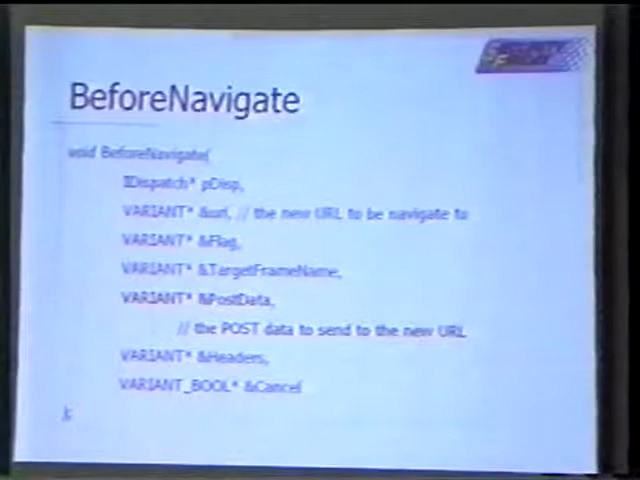 BeforeNavigate
void BeforeNavigate(
IDispatch* pDisp,
VARIANT* &url, // the new URL to be navigate to
VARIANT* &Flag,
VARIANT* &TargetFrameName,
VARIANT* &PostData,
// the POST data to send to the new URL
VARIANT* &Headers,
VARIANT_BOOL* &Cancel
);